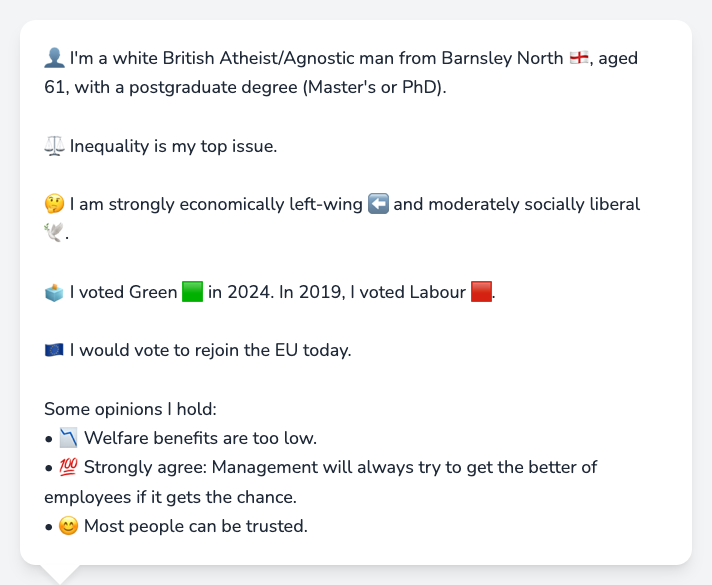 👤 I'm a white British Atheist/Agnostic man from Barnsley North 🏴󠁧󠁢󠁥󠁮󠁧󠁿, aged
61, with a postgraduate degree (Master's or PhD).
⚖️ Inequality is my top issue.
🤔 I am strongly economically left-wing ⬅️ and moderately socially liberal
🕊️.
🗳️ I voted Green 🟩 in 2024. In 2019, I voted Labour 🟥.
🇪🇺 I would vote to rejoin the EU today.
Some opinions I hold:
• 📉 Welfare benefits are too low.
• 💯 Strongly agree: Management will always try to get the better of
employees if it gets the chance.
• 😊 Most people can be trusted.